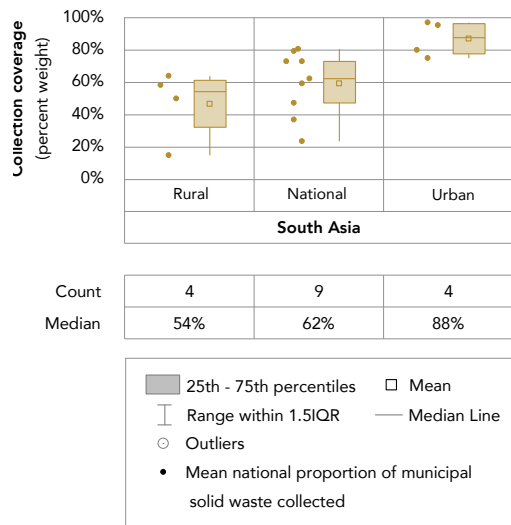 Collection coverage
(percent weight)
100%
80%
60%
40%
20%
0%
Rural National Urban
South Asia
Count 4 9 4
Median 54% 62% 88%
25th - 75th percentiles Mean
Range within 1.5IQR Median Line
Outliers
Mean national proportion of municipal
solid waste collected